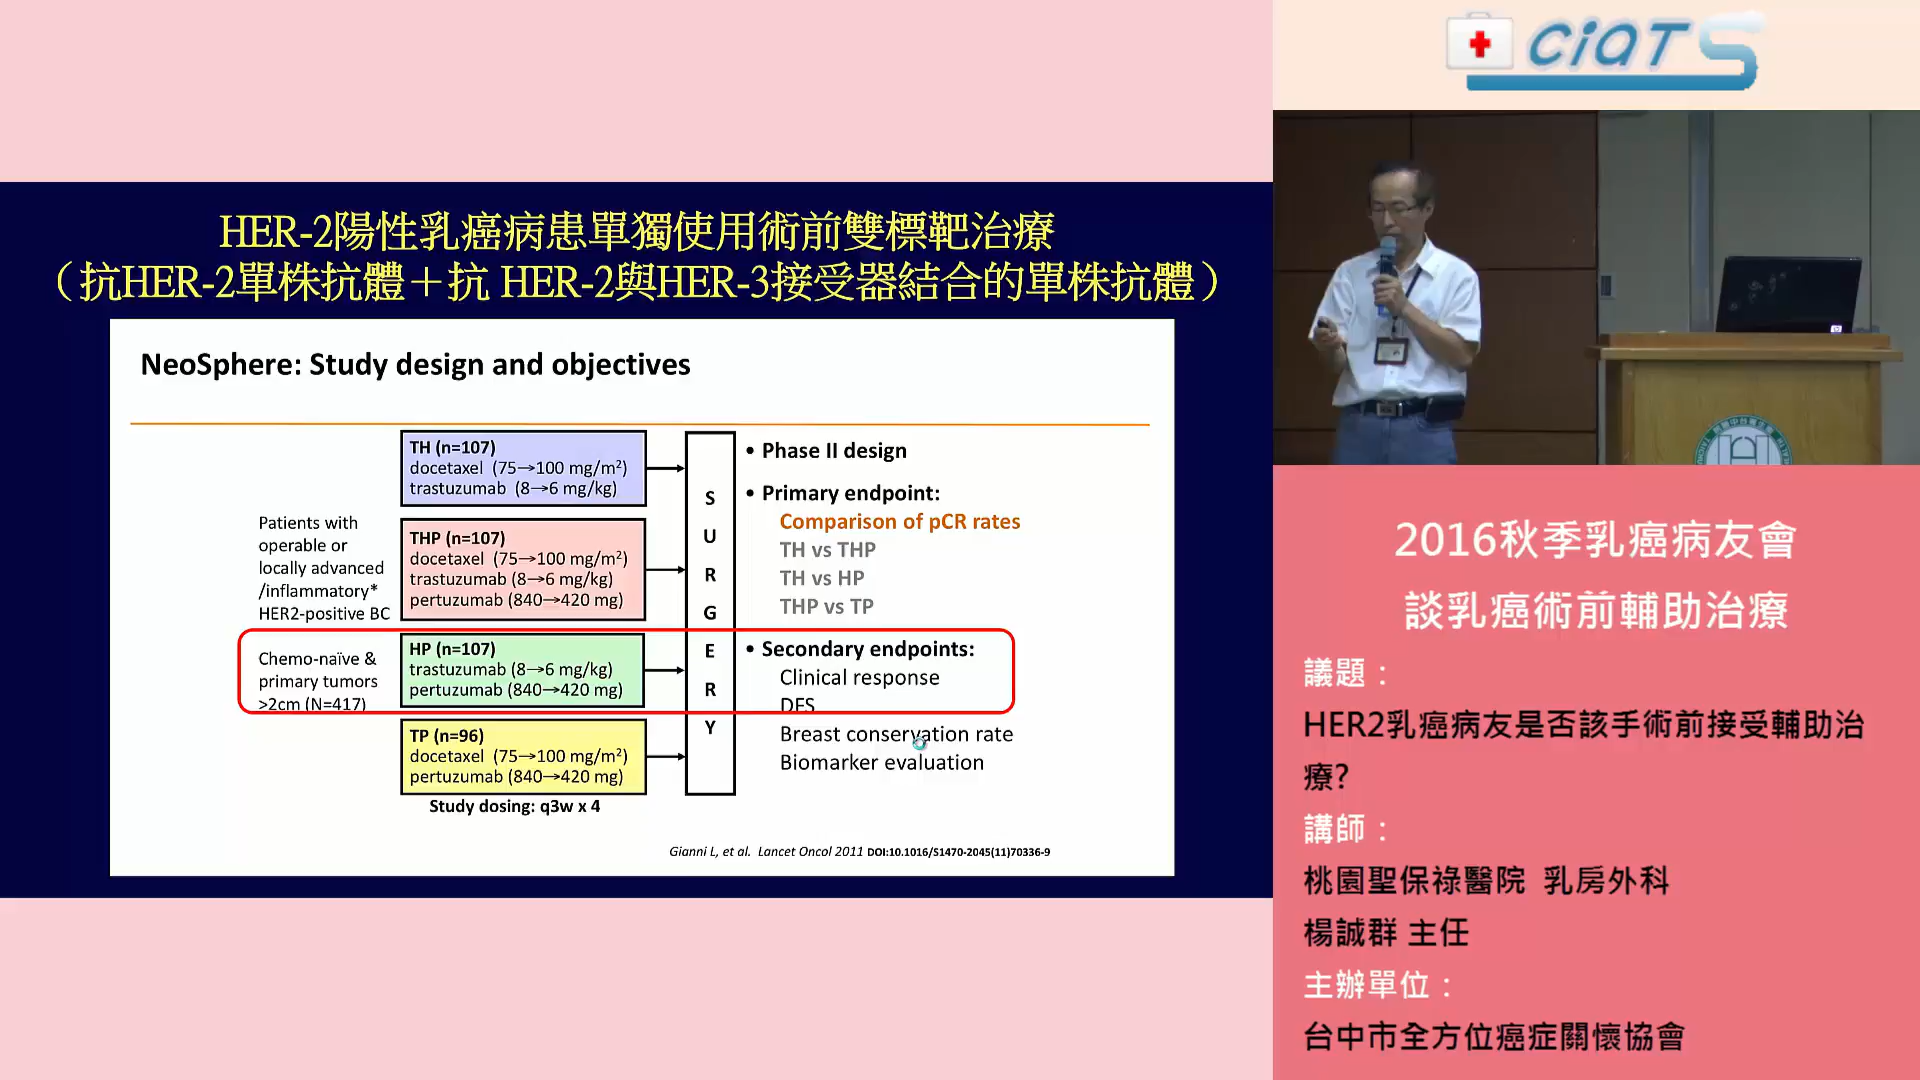 HER-2陽性乳癌病患單獨使用術前雙標靶治療
（抗HER-2單株抗體＋抗 HER-2與HER-3接受器結合的單株抗體）
NeoSphere: Study design and objectives
Patients with
operable or
locally advanced
/inflammatory*
HER2-positive BC
Chemo-naïve &
primary tumors
>2cm (N=417)
TH (n=107)
docetaxel (75→100 mg/m²)
trastuzumab (8→6 mg/kg)
THP (n=107)
docetaxel (75→100 mg/m²)
trastuzumab (8→6 mg/kg)
pertuzumab (840→420 mg)
HP (n=107)
trastuzumab (8→6 mg/kg)
pertuzumab (840→420 mg)
TP (n=96)
docetaxel (75→100 mg/m²)
pertuzumab (840→420 mg)
Study dosing: q3w x 4
S
U
R
G
E
R
Y
• Phase II design
• Primary endpoint:
Comparison of pCR rates
TH vs THP
TH vs HP
THP vs TP
• Secondary endpoints:
Clinical response
DFS
Breast conservation rate
Biomarker evaluation
Gianni L, et al. Lancet Oncol 2011 DOI:10.1016/S1470-2045(11)70336-9
ciaTS
2016秋季乳癌病友會
談乳癌術前輔助治療
議題：
HER2乳癌病友是否該手術前接受輔助治
療?
講師：
桃園聖保祿醫院 乳房外科
楊誠群 主任
主辦單位：
台中市全方位癌症關懷協會